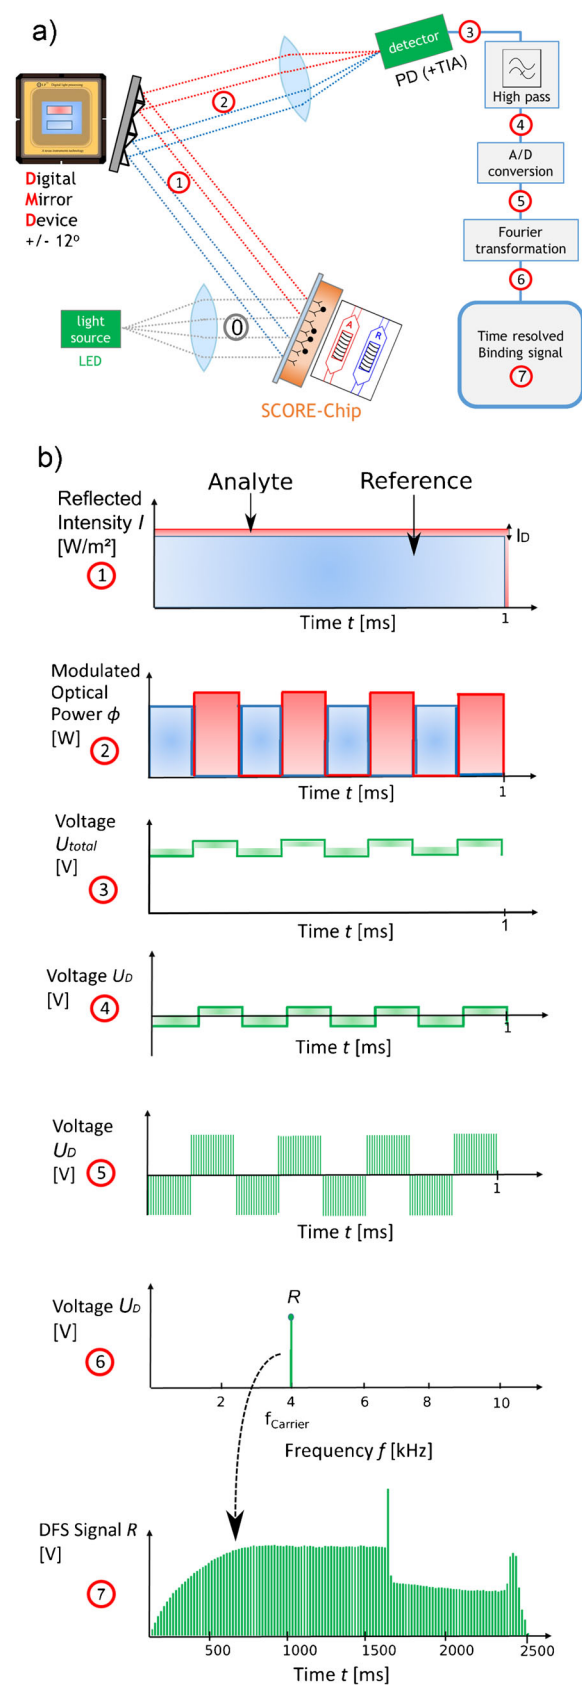 a)
Digital light processing
Digital
Mirror
Device
+/- 12º
2
1
detector
PD (+TIA)
3
High pass
4
A/D
conversion
5
Fourier
transformation
6
Time resolved
Binding signal
7
light
source
LED
0
A
R
SCORE-Chip
b)
Reflected
Intensity I
[W/m²]
1
Analyte
Reference
ID
Time t [ms]
1
Modulated
Optical
Power ϕ
[W]
2
Time t [ms]
1
Voltage
Utotal
[V]
3
Time t [ms]
1
Voltage UD
[V]
4
Time t [ms]
1
Voltage
UD
[V]
5
Time t [ms]
1
Voltage UD
[V]
6
R
2 4 6 8 10
fCarrier
Frequency f [kHz]
DFS Signal R
[V]
7
500 1000 1500 2000 2500
Time t [ms]